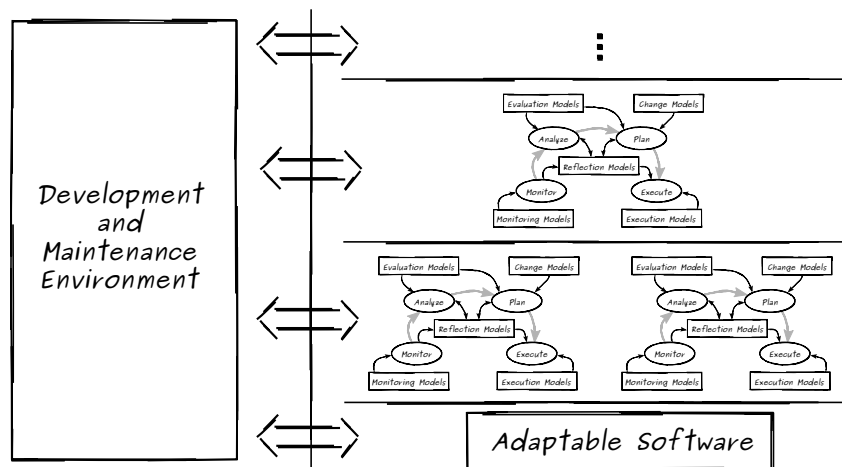 Development
and
Maintenance
Environment
Evaluation Models
Change Models
Analyze
Plan
Reflection Models
Monitor
Execute
Monitoring Models
Execution Models
Evaluation Models
Change Models
Analyze
Plan
Reflection Models
Monitor
Execute
Monitoring Models
Execution Models
Evaluation Models
Change Models
Analyze
Plan
Reflection Models
Monitor
Execute
Monitoring Models
Execution Models
Adaptable Software